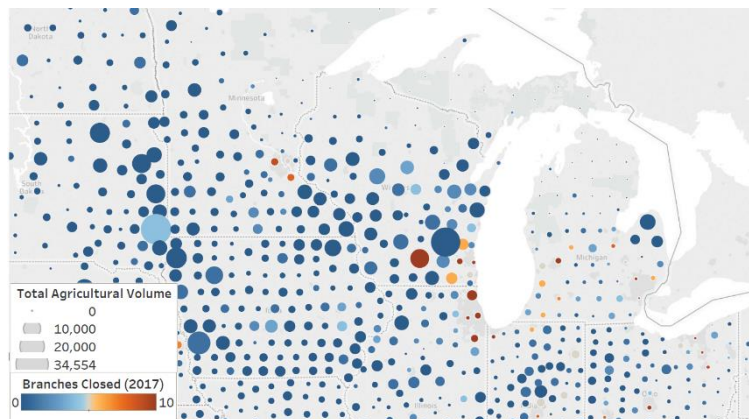 North
Dakota
Minnesota
South
Michigan
Illinois
Total Agricultural Volume
0
10,000
20,000
34,554
Branches Closed (2017)
0 10